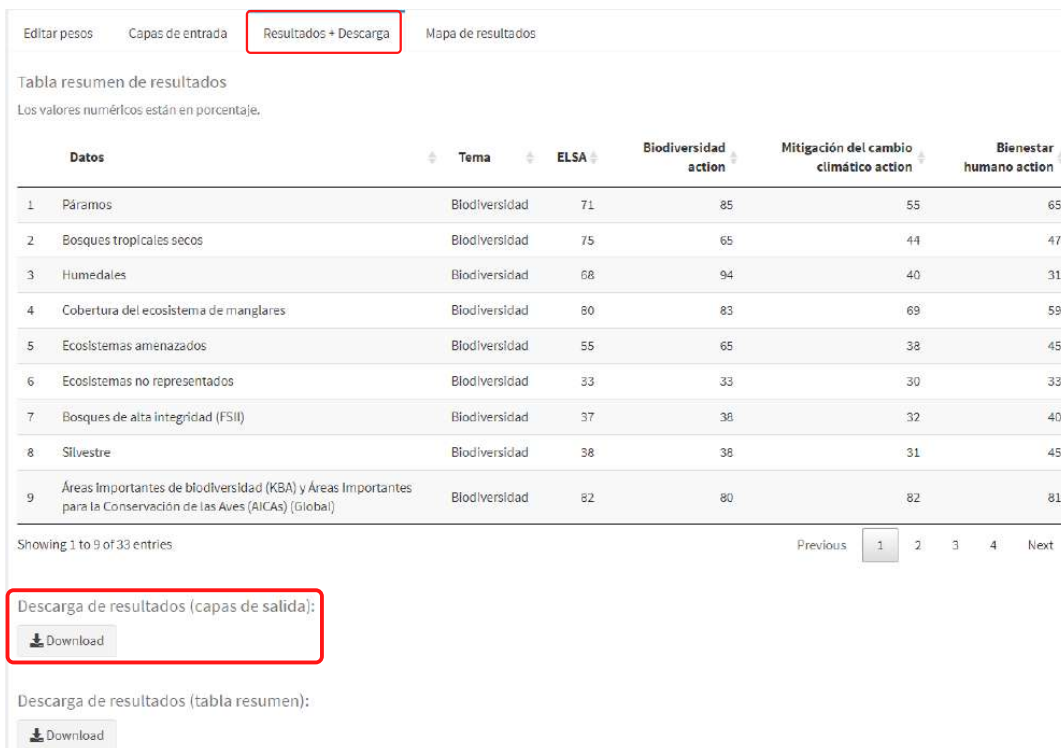 Editar pesos Capas de entrada Resultados + Descarga Mapa de resultados
Tabla resumen de resultados
Los valores numéricos están en porcentaje.
Datos Tema ELSA Biodiversidad action Mitigación del cambio climático action Bienestar humano action
1 Páramos Biodiversidad 71 85 55 65
2 Bosques tropicales secos Biodiversidad 75 65 44 47
3 Humedales Biodiversidad 68 94 40 31
4 Cobertura del ecosistema de manglares Biodiversidad 80 83 69 59
5 Ecosistemas amenazados Biodiversidad 55 65 38 45
6 Ecosistemas no representados Biodiversidad 33 33 30 33
7 Bosques de alta integridad (FSII) Biodiversidad 37 38 32 40
8 Silvestre Biodiversidad 38 38 31 45
9 Áreas importantes de biodiversidad (KBA) y Áreas Importantes
para la Conservación de las Aves (AICAs) (Global) Biodiversidad 82 80 82 81
Showing 1 to 9 of 33 entries Previous 1 2 3 4 Next
Descarga de resultados (capas de salida):
Download
Descarga de resultados (tabla resumen):
Download